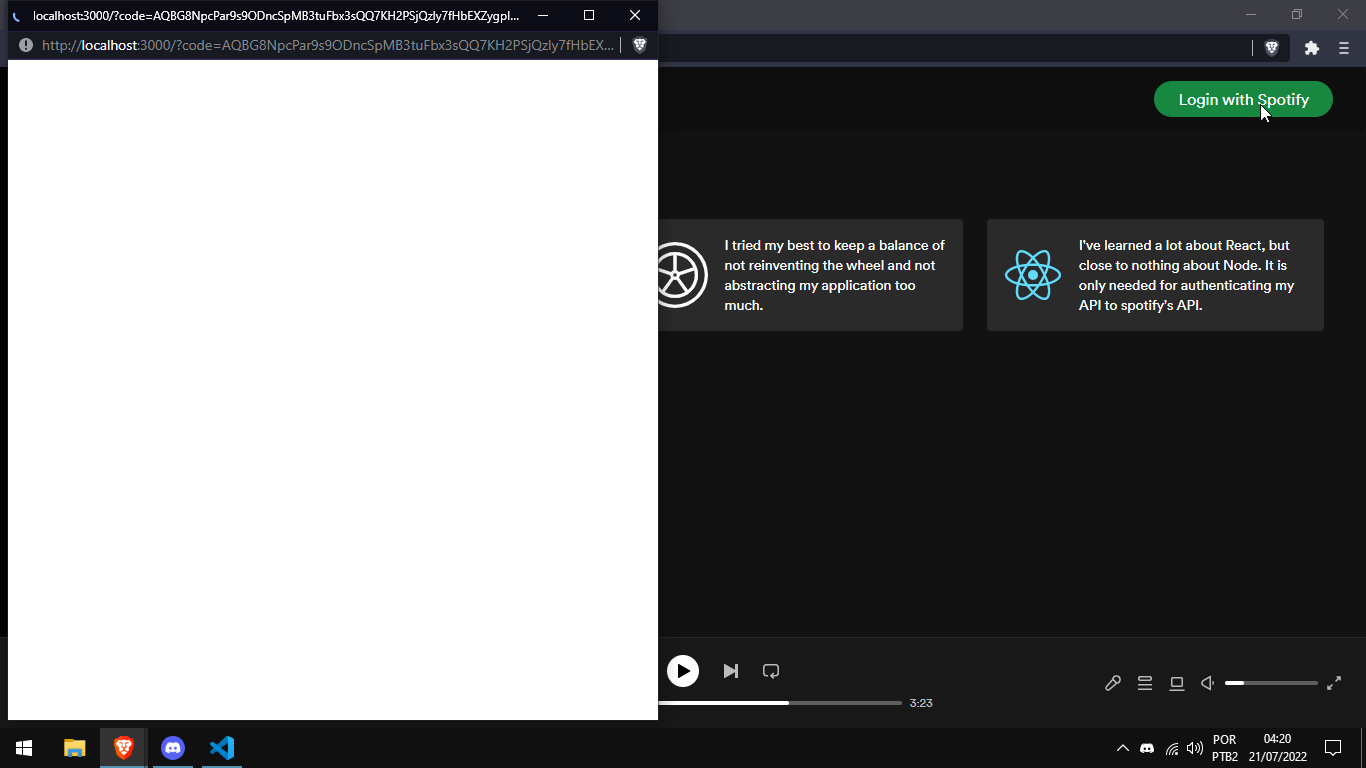 localhost:3000/?code=AQBG8NpcPar9s9ODncSpMB3tuFbx3sQQ7KH2PSjQzly7fHbEXZygpl...
http://localhost:3000/?code=AQBG8NpcPar9s9ODncSpMB3tuFbx3sQQ7KH2PSjQzly7fHbEX...
Login with Spotify
I tried my best to keep a balance of
not reinventing the wheel and not
abstracting my application too
much.
I've learned a lot about React, but
close to nothing about Node. It is
only needed for authenticating my
API to spotify's API.
3:23
POR
PTB2
04:20
21/07/2022